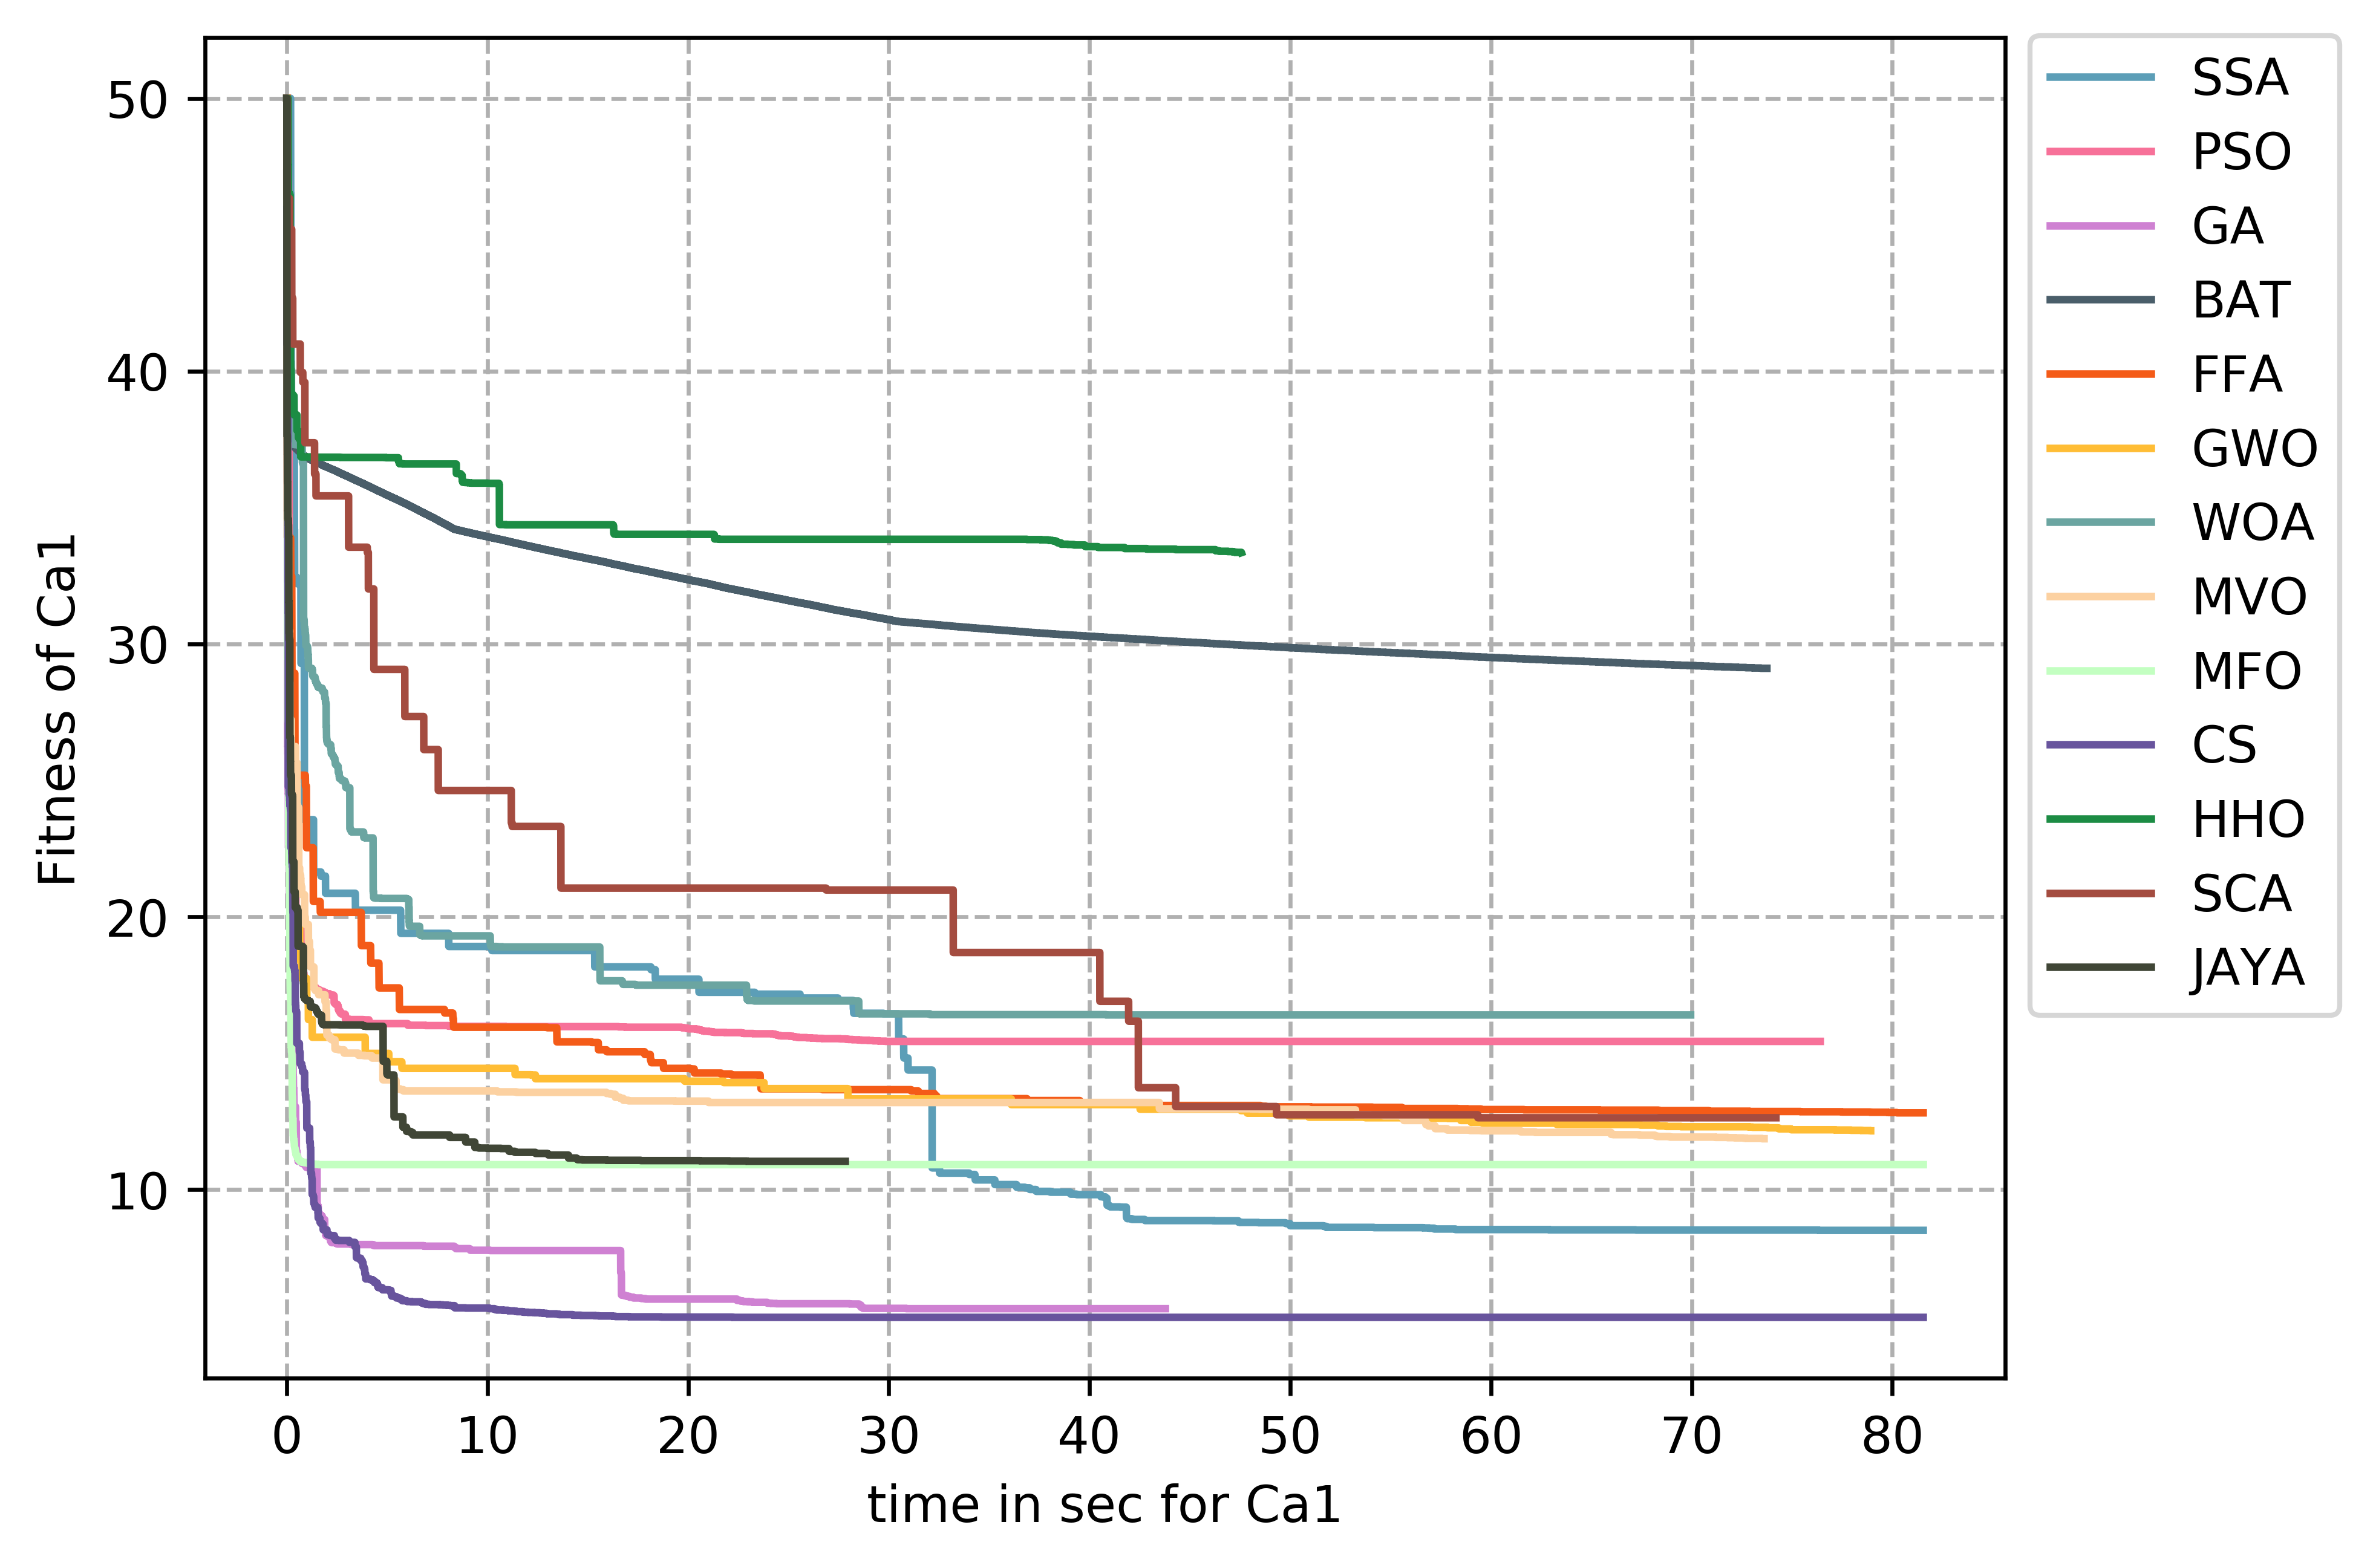 50
40
30
20
10
Fitness of Ca1
0 10 20 30 40 50 60 70 80
time in sec for Ca1
SSA
PSO
GA
BAT
FFA
GWO
WOA
MVO
MFO
CS
HHO
SCA
JAYA